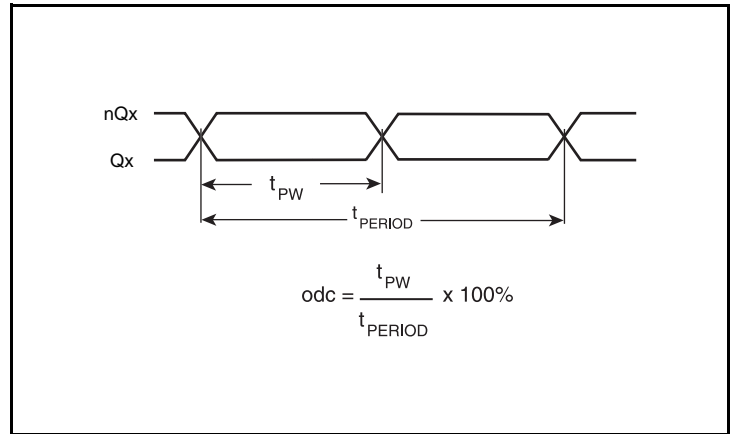 nQx
Qx
tPW
tPERIOD
odc = tPW / tPERIOD x 100%